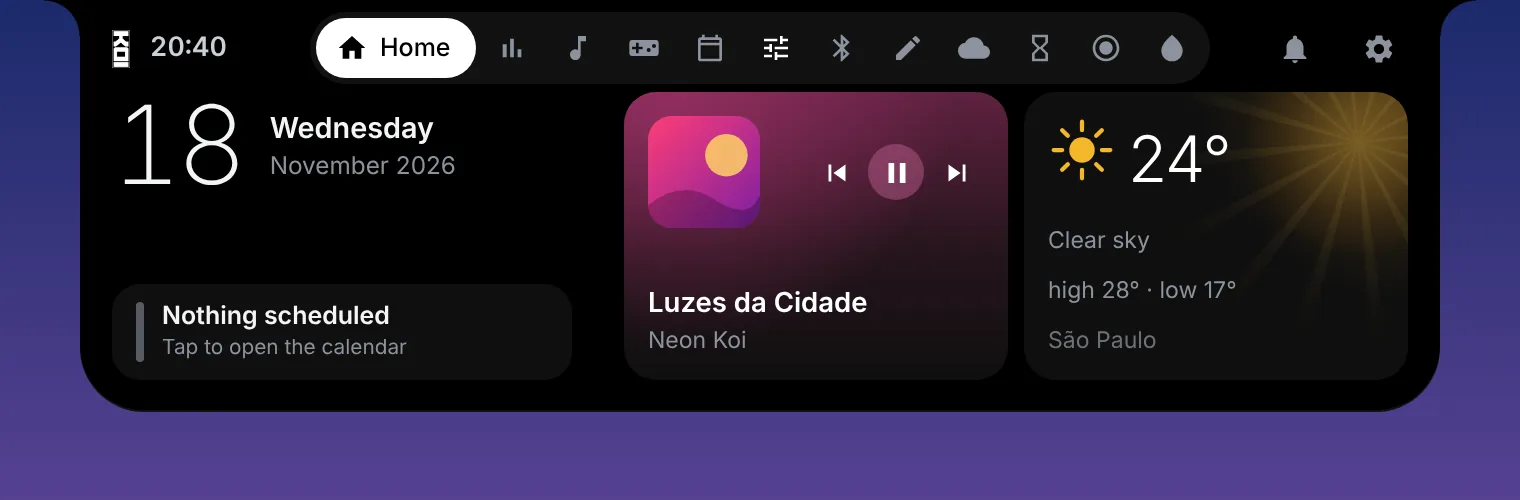 KOI
20:40
Home
18
Wednesday
November 2026
Nothing scheduled
Tap to open the calendar
Luzes da Cidade
Neon Koi
24°
Clear sky
high 28° · low 17°
São Paulo